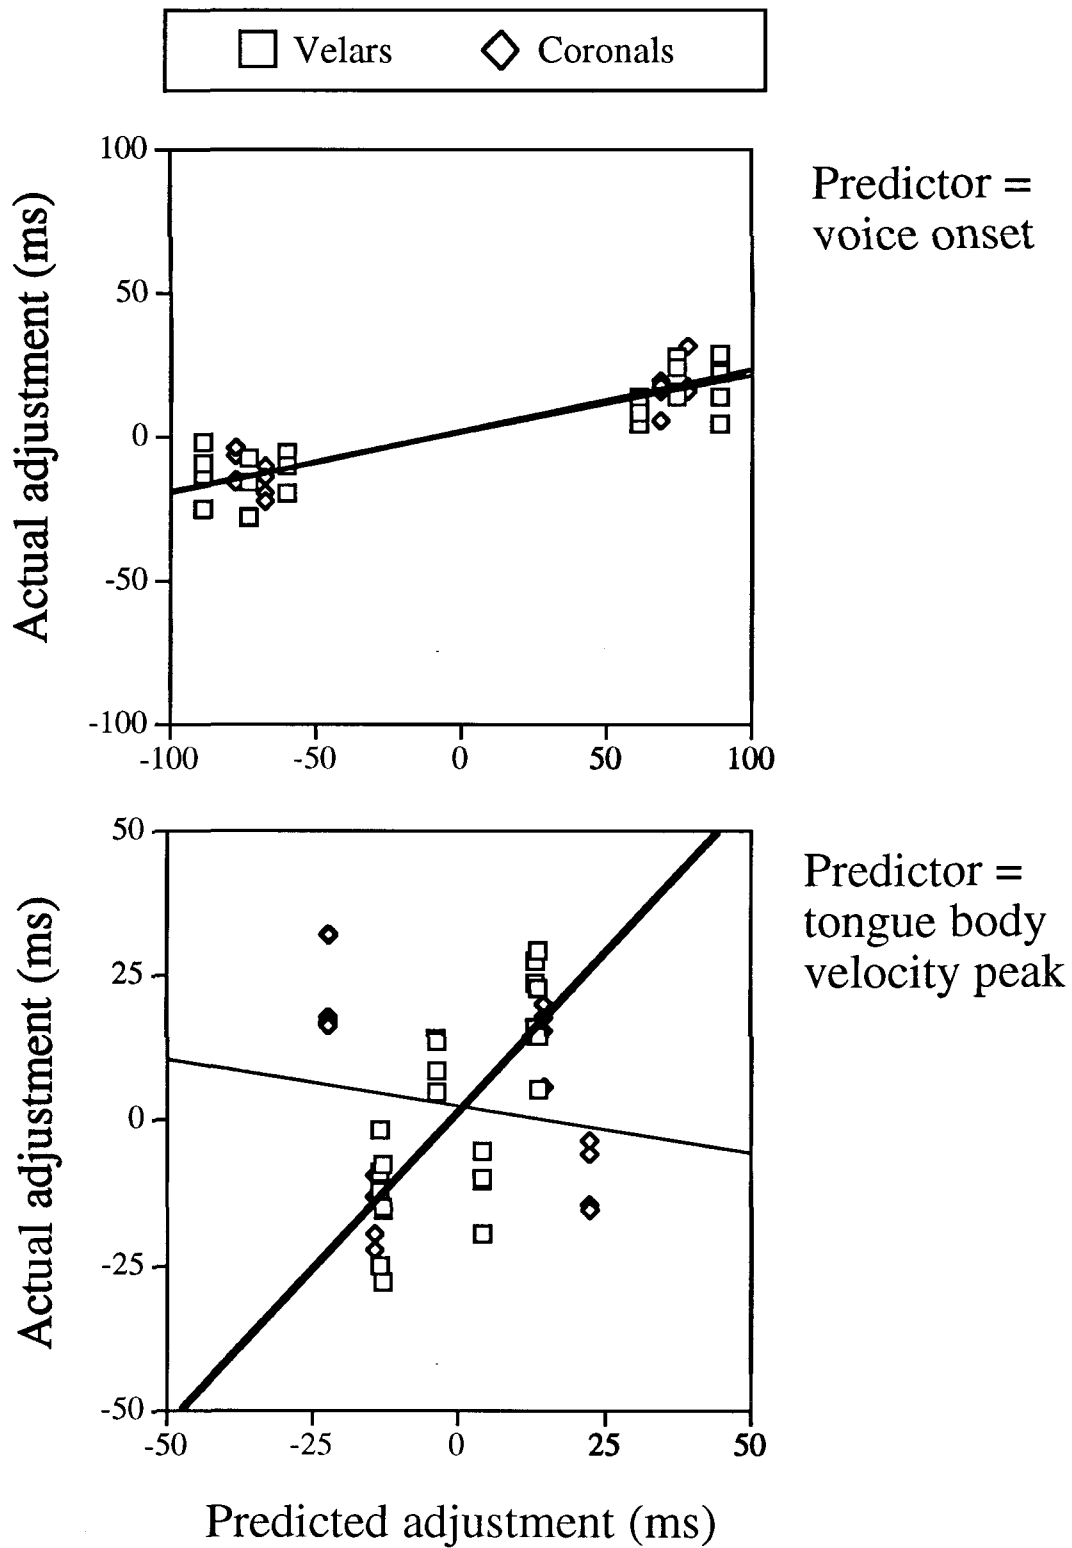 Velars Coronals
Predictor =
voice onset
Actual adjustment (ms)
100
50
0
-50
-100
-100 -50 0 50 100
Predictor =
tongue body
velocity peak
Actual adjustment (ms)
50
25
0
-25
-50
-50 -25 0 25 50
Predicted adjustment (ms)